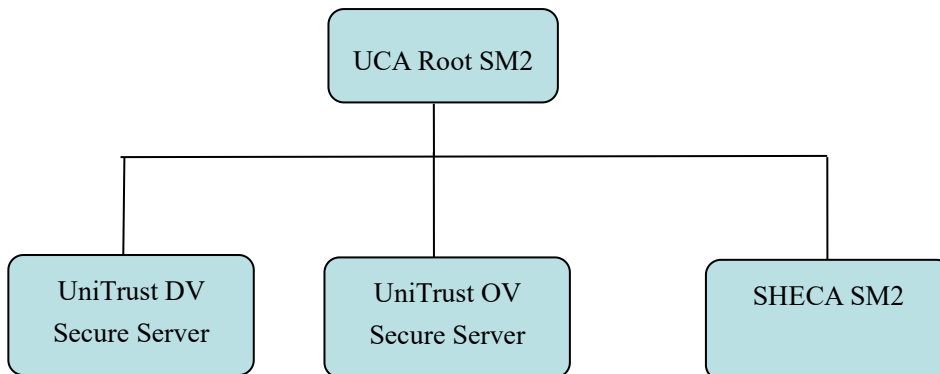 UCA Root SM2
UniTrust DV
Secure Server
UniTrust OV
Secure Server
SHECA SM2